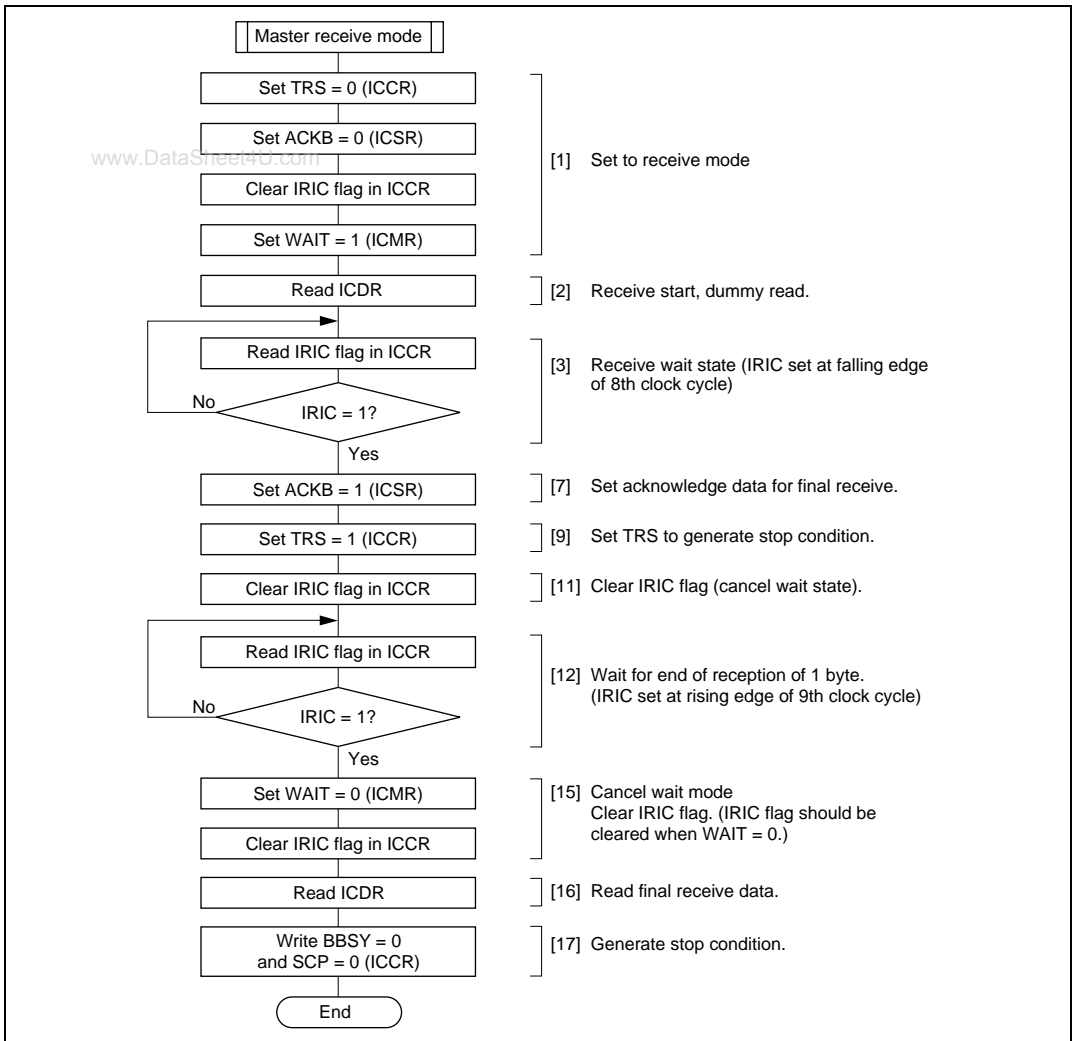 Master receive mode
Set TRS = 0 (ICCR)
Set ACKB = 0 (ICSR)
www.DataSheet4U.com
[1] Set to receive mode
Clear IRIC flag in ICCR
Set WAIT = 1 (ICMR)
Read ICDR
[2] Receive start, dummy read.
Read IRIC flag in ICCR
[3] Receive wait state (IRIC set at falling edge
of 8th clock cycle)
No
IRIC = 1?
Yes
Set ACKB = 1 (ICSR)
[7] Set acknowledge data for final receive.
Set TRS = 1 (ICCR)
[9] Set TRS to generate stop condition.
Clear IRIC flag in ICCR
[11] Clear IRIC flag (cancel wait state).
Read IRIC flag in ICCR
[12] Wait for end of reception of 1 byte.
(IRIC set at rising edge of 9th clock cycle)
No
IRIC = 1?
Yes
Set WAIT = 0 (ICMR)
[15] Cancel wait mode
Clear IRIC flag. (IRIC flag should be
cleared when WAIT = 0.)
Clear IRIC flag in ICCR
Read ICDR
[16] Read final receive data.
Write BBSY = 0
and SCP = 0 (ICCR)
[17] Generate stop condition.
End